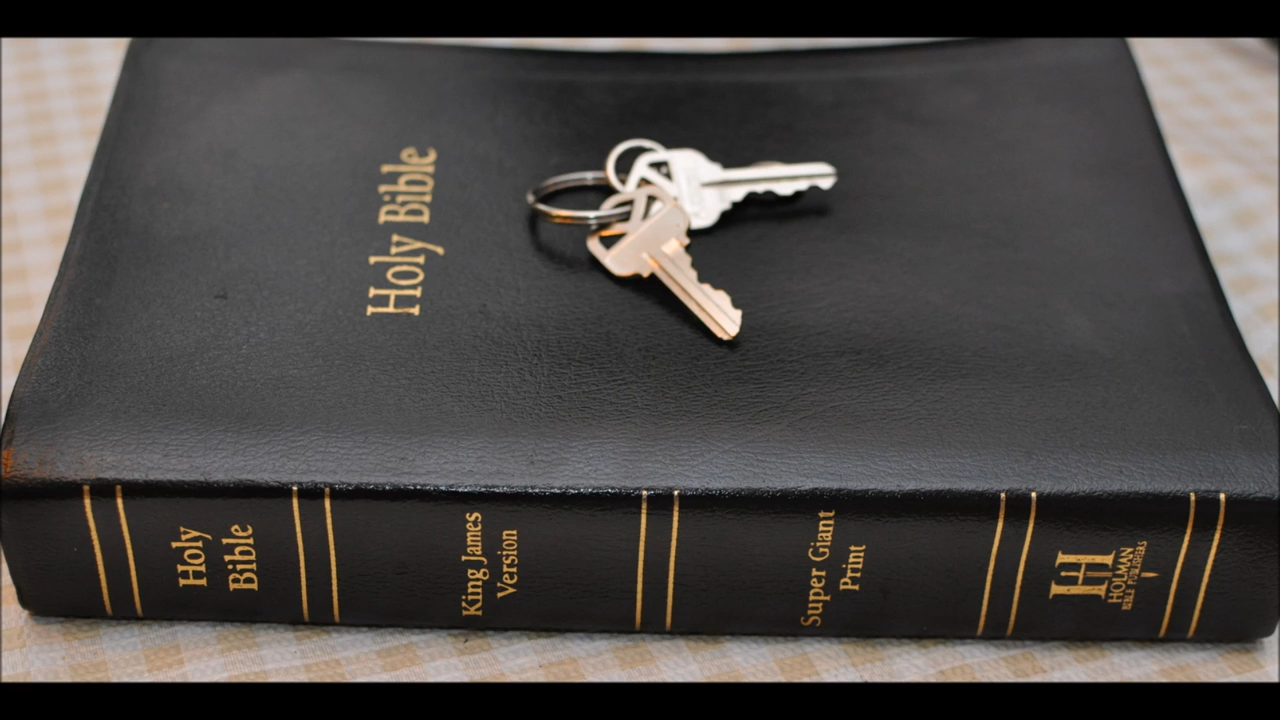 Holy Bible
Holy
Bible
King James
Version
Super Giant
Print
HOLMAN
BIBLE PUBLISHERS